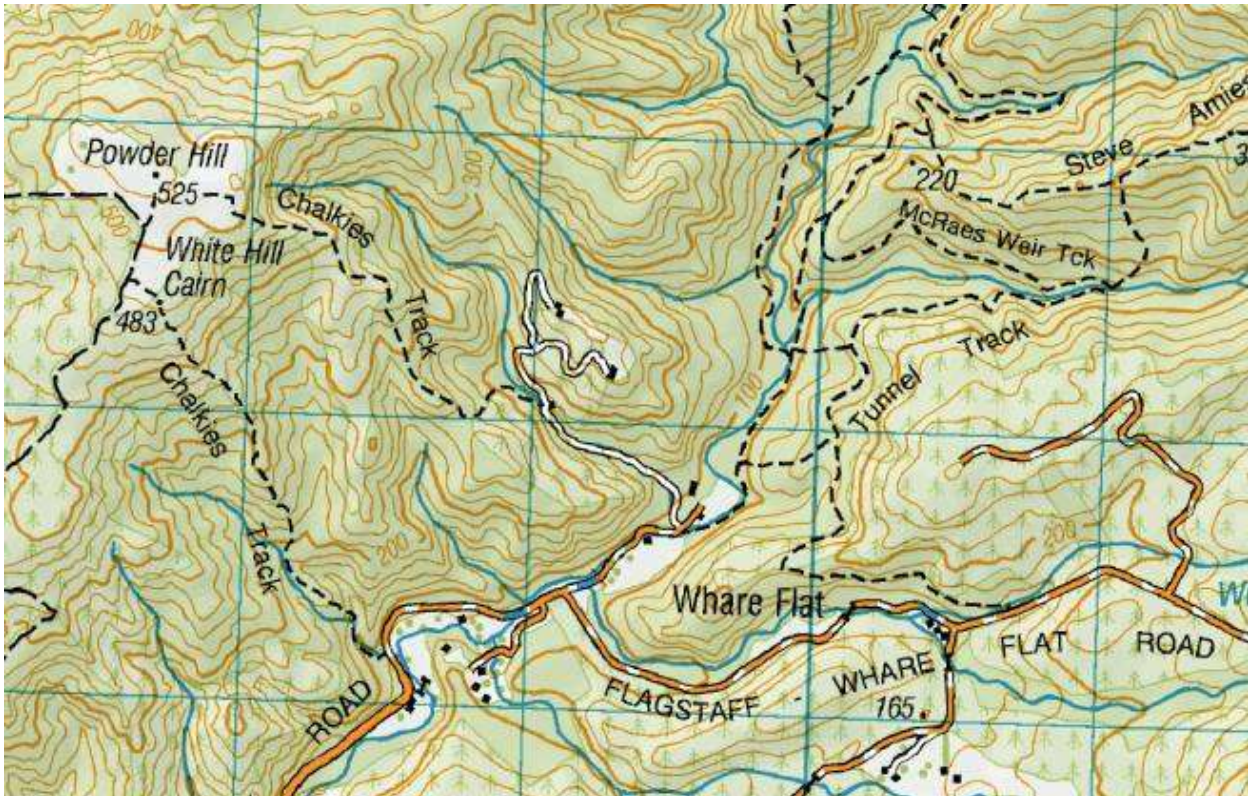 400
Powder Hill
525
500
Chalkies
Track
300
White Hill
Cairn
483
Chalkies
Track
200
100
220
Steve
Amies
McRaes Weir Tck
Track
Tunnel
200
Whare Flat
FLAGSTAFF - WHARE FLAT ROAD
165
ROAD